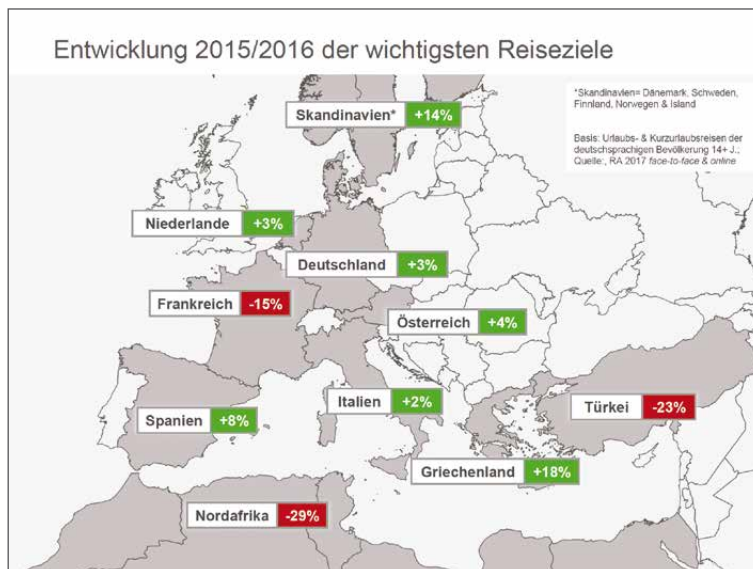 Entwicklung 2015/2016 der wichtigsten Reiseziele
*Skandinavien= Dänemark, Schweden,
Finnland, Norwegen & Island
Basis: Urlaubs- & Kurzurlaubsreisen der
deutschsprachigen Bevölkerung 14+ J.;
Quelle:, RA 2017 face-to-face & online
Skandinavien* +14%
Niederlande +3%
Deutschland +3%
Frankreich -15%
Österreich +4%
Italien +2%
Türkei -23%
Spanien +8%
Griechenland +18%
Nordafrika -29%